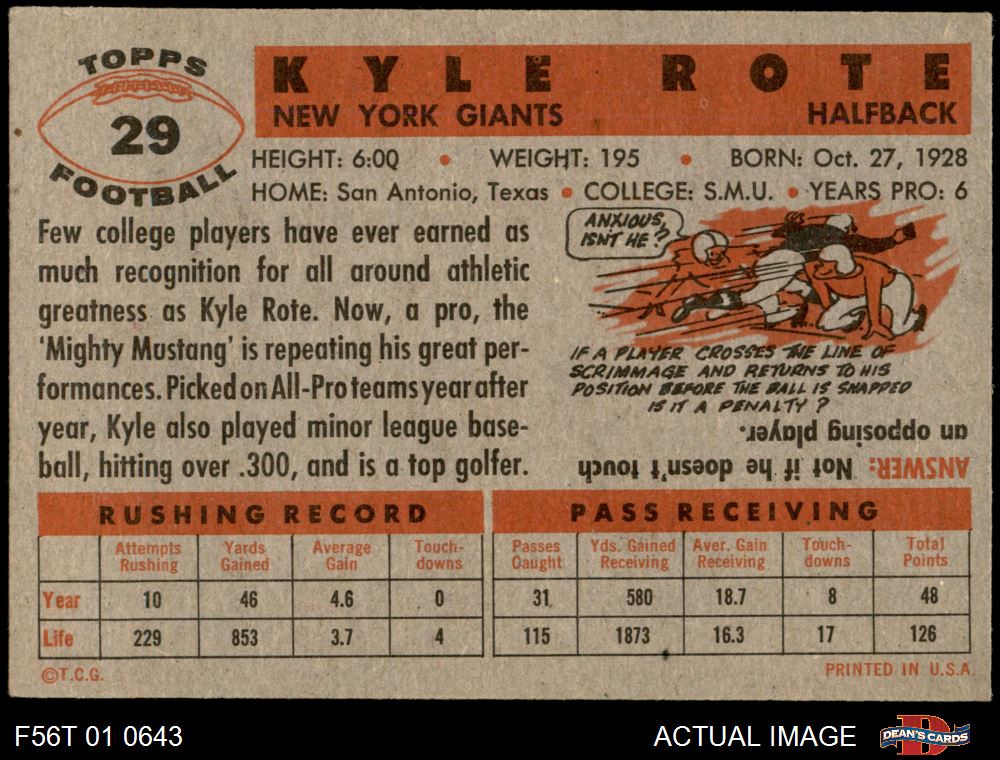 TOPPS
29
FOOTBALL
KYLE ROTE
NEW YORK GIANTS HALFBACK
HEIGHT: 6:0Q • WEIGHT: 195 • BORN: Oct. 27, 1928
HOME: San Antonio, Texas • COLLEGE: S.M.U. • YEARS PRO: 6
Few college players have ever earned as
much recognition for all around athletic
greatness as Kyle Rote. Now, a pro, the
'Mighty Mustang' is repeating his great per-
formances. Picked on All-Pro teams year after
year, Kyle also played minor league base-
ball, hitting over .300, and is a top golfer.
ANXIOUS,
ISN'T HE?
IF A PLAYER CROSSES THE LINE OF
SCRIMMAGE AND RETURNS TO HIS
POSITION BEFORE THE BALL IS SNAPPED
IS IT A PENALTY?
ANSWER: Not if he doesn't touch
an opposing player.
RUSHING RECORD
Attempts Rushing Yards Gained Average Gain Touch-downs
Year 10 46 4.6 0
Life 229 853 3.7 4
PASS RECEIVING
Passes Caught Yds. Gained Receiving Aver. Gain Receiving Touch-downs Total Points
31 580 18.7 8 48
115 1873 16.3 17 126
©T.C.G. PRINTED IN U.S.A.
F56T 01 0643 ACTUAL IMAGE DEAN'S CARDS